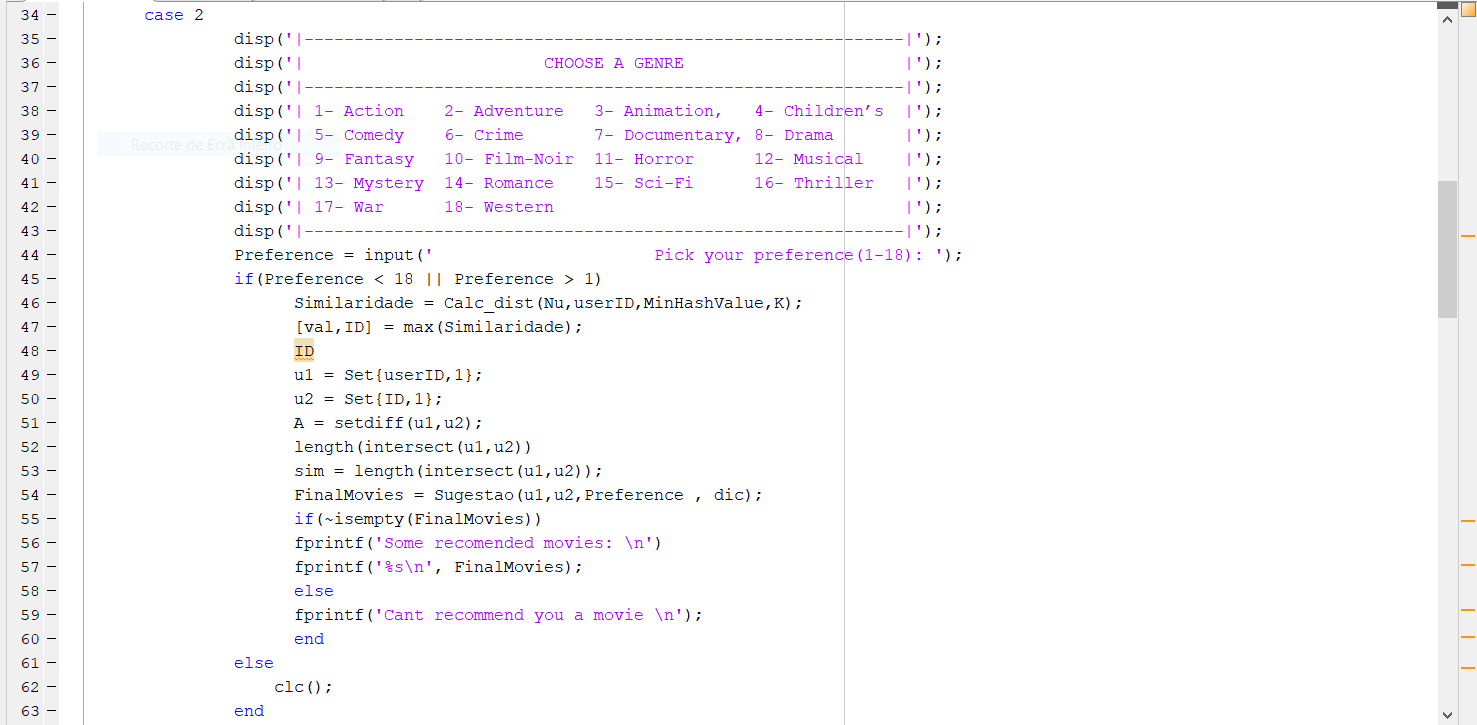 34 − case 2
35 − disp('|------------------------------------------------------------|');
36 − disp('|                        CHOOSE A GENRE                      |');
37 − disp('|------------------------------------------------------------|');
38 − disp('| 1- Action    2- Adventure   3- Animation,   4- Children’s  |');
39 − disp('| 5- Comedy    6- Crime       7- Documentary, 8- Drama       |');
Recorte de Ecrã Inteiro
40 − disp('| 9- Fantasy   10- Film-Noir  11- Horror      12- Musical    |');
41 − disp('| 13- Mystery  14- Romance    15- Sci-Fi      16- Thriller   |');
42 − disp('| 17- War      18- Western                                   |');
43 − disp('|------------------------------------------------------------|');
44 − Preference = input('                      Pick your preference(1-18): ');
45 − if(Preference < 18 || Preference > 1)
46 − Similaridade = Calc_dist(Nu,userID,MinHashValue,K);
47 − [val,ID] = max(Similaridade);
48 − ID
49 − u1 = Set{userID,1};
50 − u2 = Set{ID,1};
51 − A = setdiff(u1,u2);
52 − length(intersect(u1,u2))
53 − sim = length(intersect(u1,u2));
54 − FinalMovies = Sugestao(u1,u2,Preference , dic);
55 − if(~isempty(FinalMovies))
56 − fprintf('Some recomended movies: \n')
57 − fprintf('%s\n', FinalMovies);
58 − else
59 − fprintf('Cant recommend you a movie \n');
60 − end
61 − else
62 − clc();
63 − end